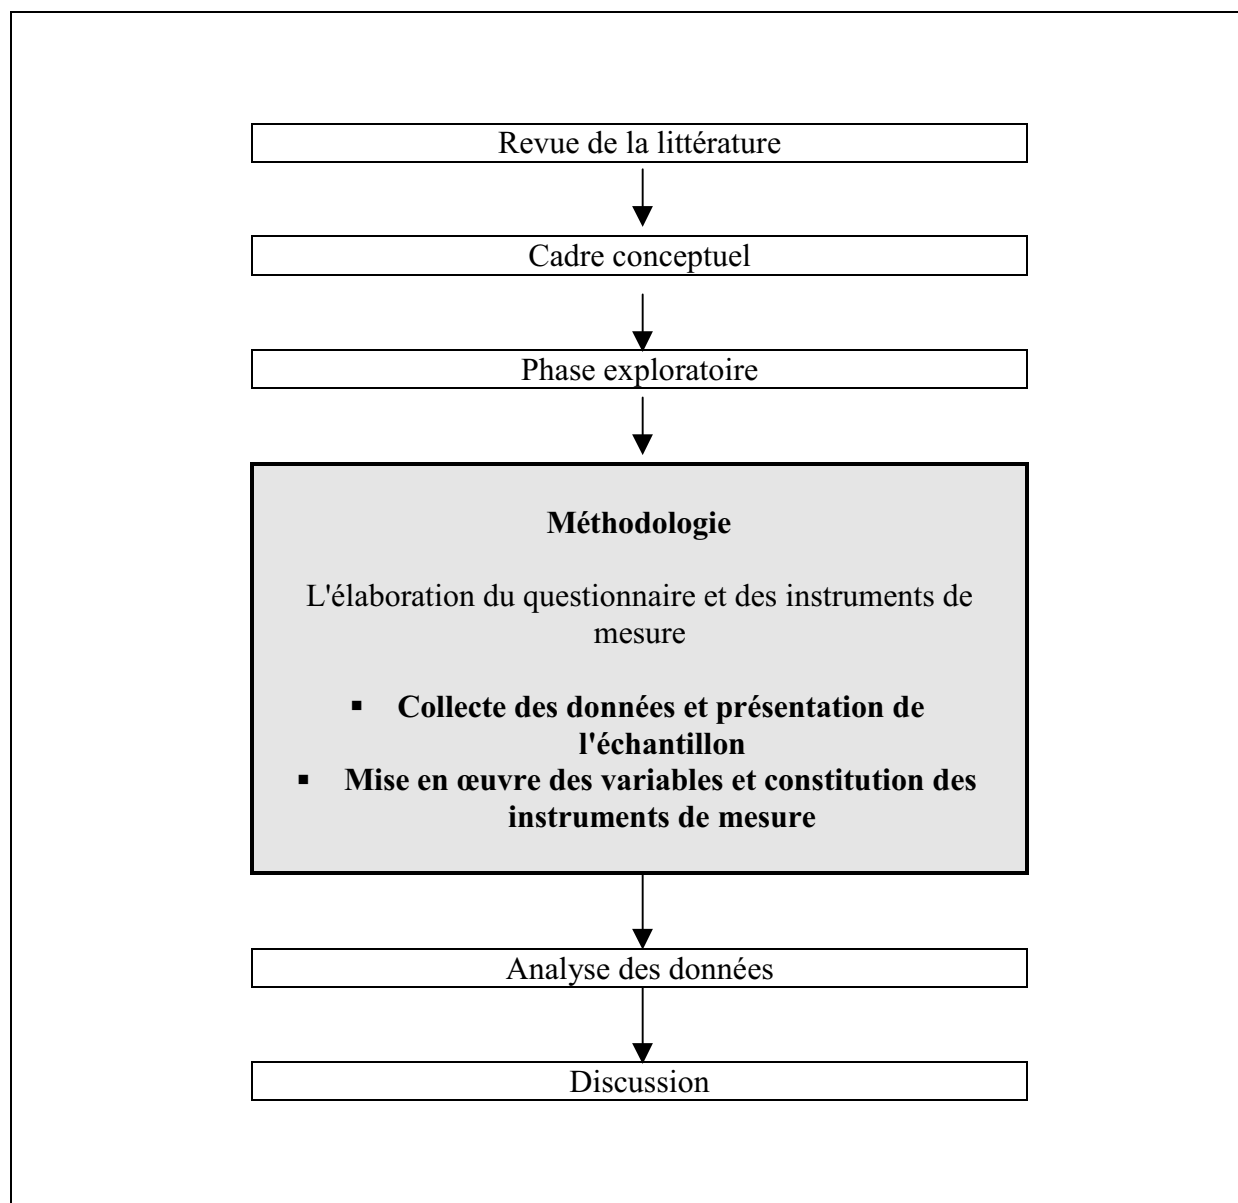 Revue de la littérature
Cadre conceptuel
Phase exploratoire
Méthodologie
L'élaboration du questionnaire et des instruments de
mesure
▪ Collecte des données et présentation de
l'échantillon
▪ Mise en œuvre des variables et constitution des
instruments de mesure
Analyse des données
Discussion